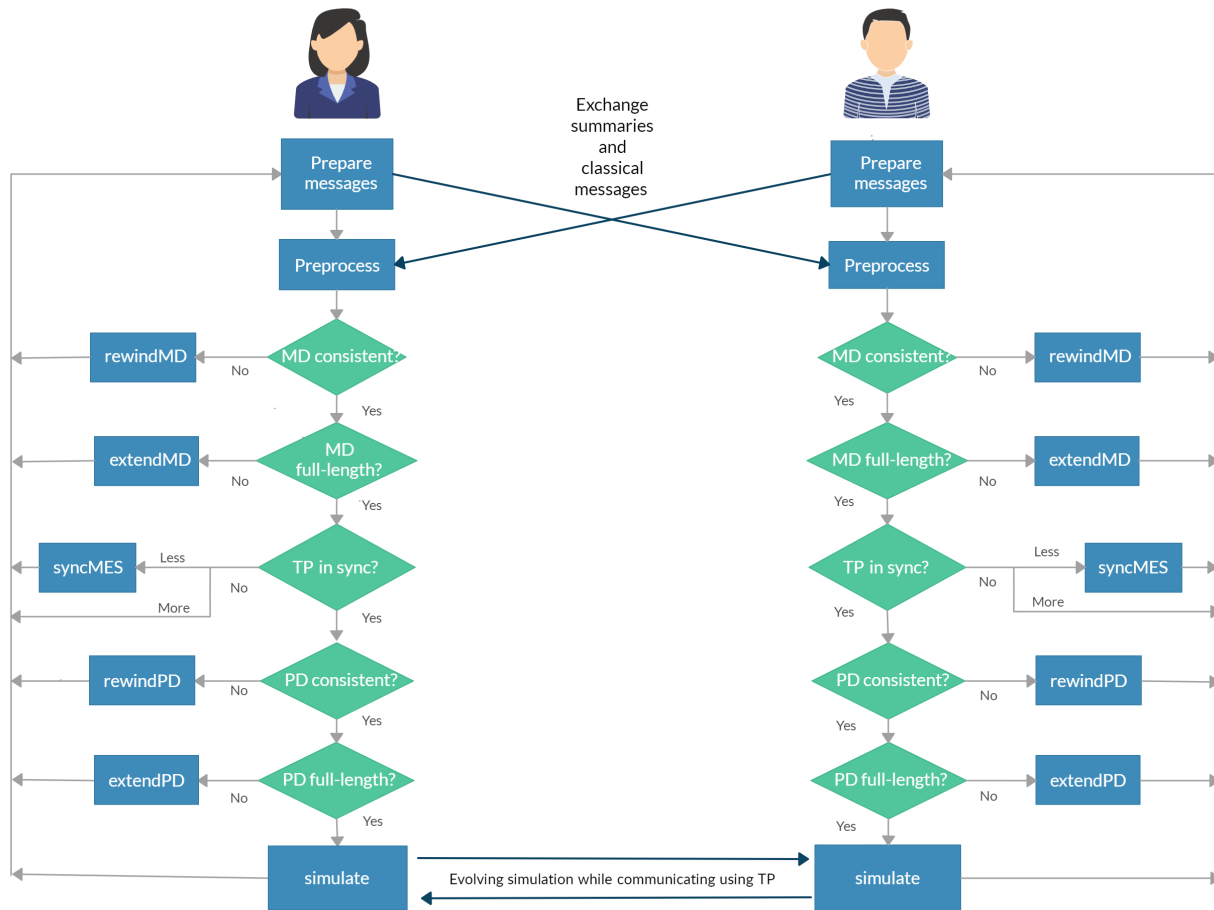 Exchange
summaries
and
classical
messages
Prepare
messages
Prepare
messages
Preprocess
Preprocess
rewindMD
No
MD consistent?
MD consistent?
No
rewindMD
Yes
Yes
extendMD
No
MD
full-length?
MD full-length?
No
extendMD
Yes
Yes
syncMES
Less
No
More
TP in sync?
TP in sync?
No
Less
More
syncMES
Yes
Yes
rewindPD
No
PD consistent?
PD consistent?
No
rewindPD
Yes
Yes
extendPD
No
PD full-length?
PD full-length?
No
extendPD
Yes
Yes
simulate
Evolving simulation while communicating using TP
simulate